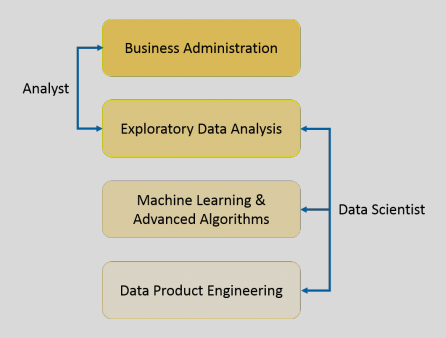 Business Administration
Analyst
Exploratory Data Analysis
Machine Learning &
Advanced Algorithms
Data Scientist
Data Product Engineering